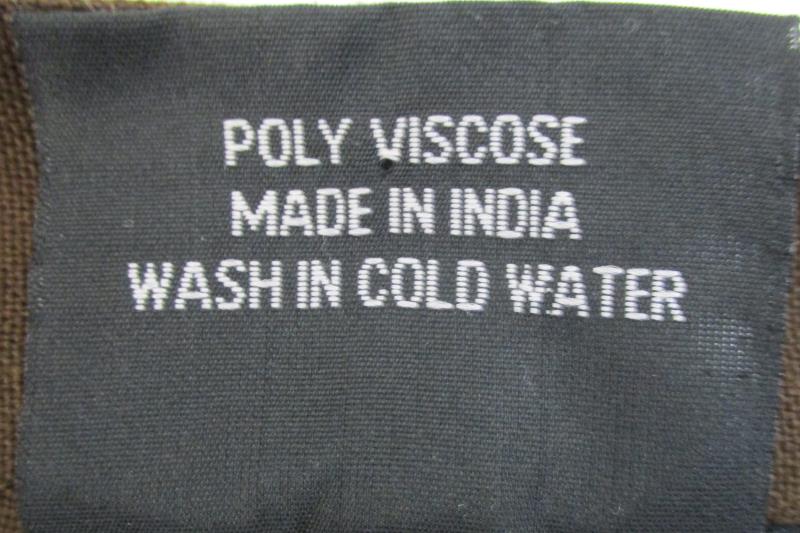 POLY VISCOSE
MADE IN INDIA
WASH IN COLD WATER